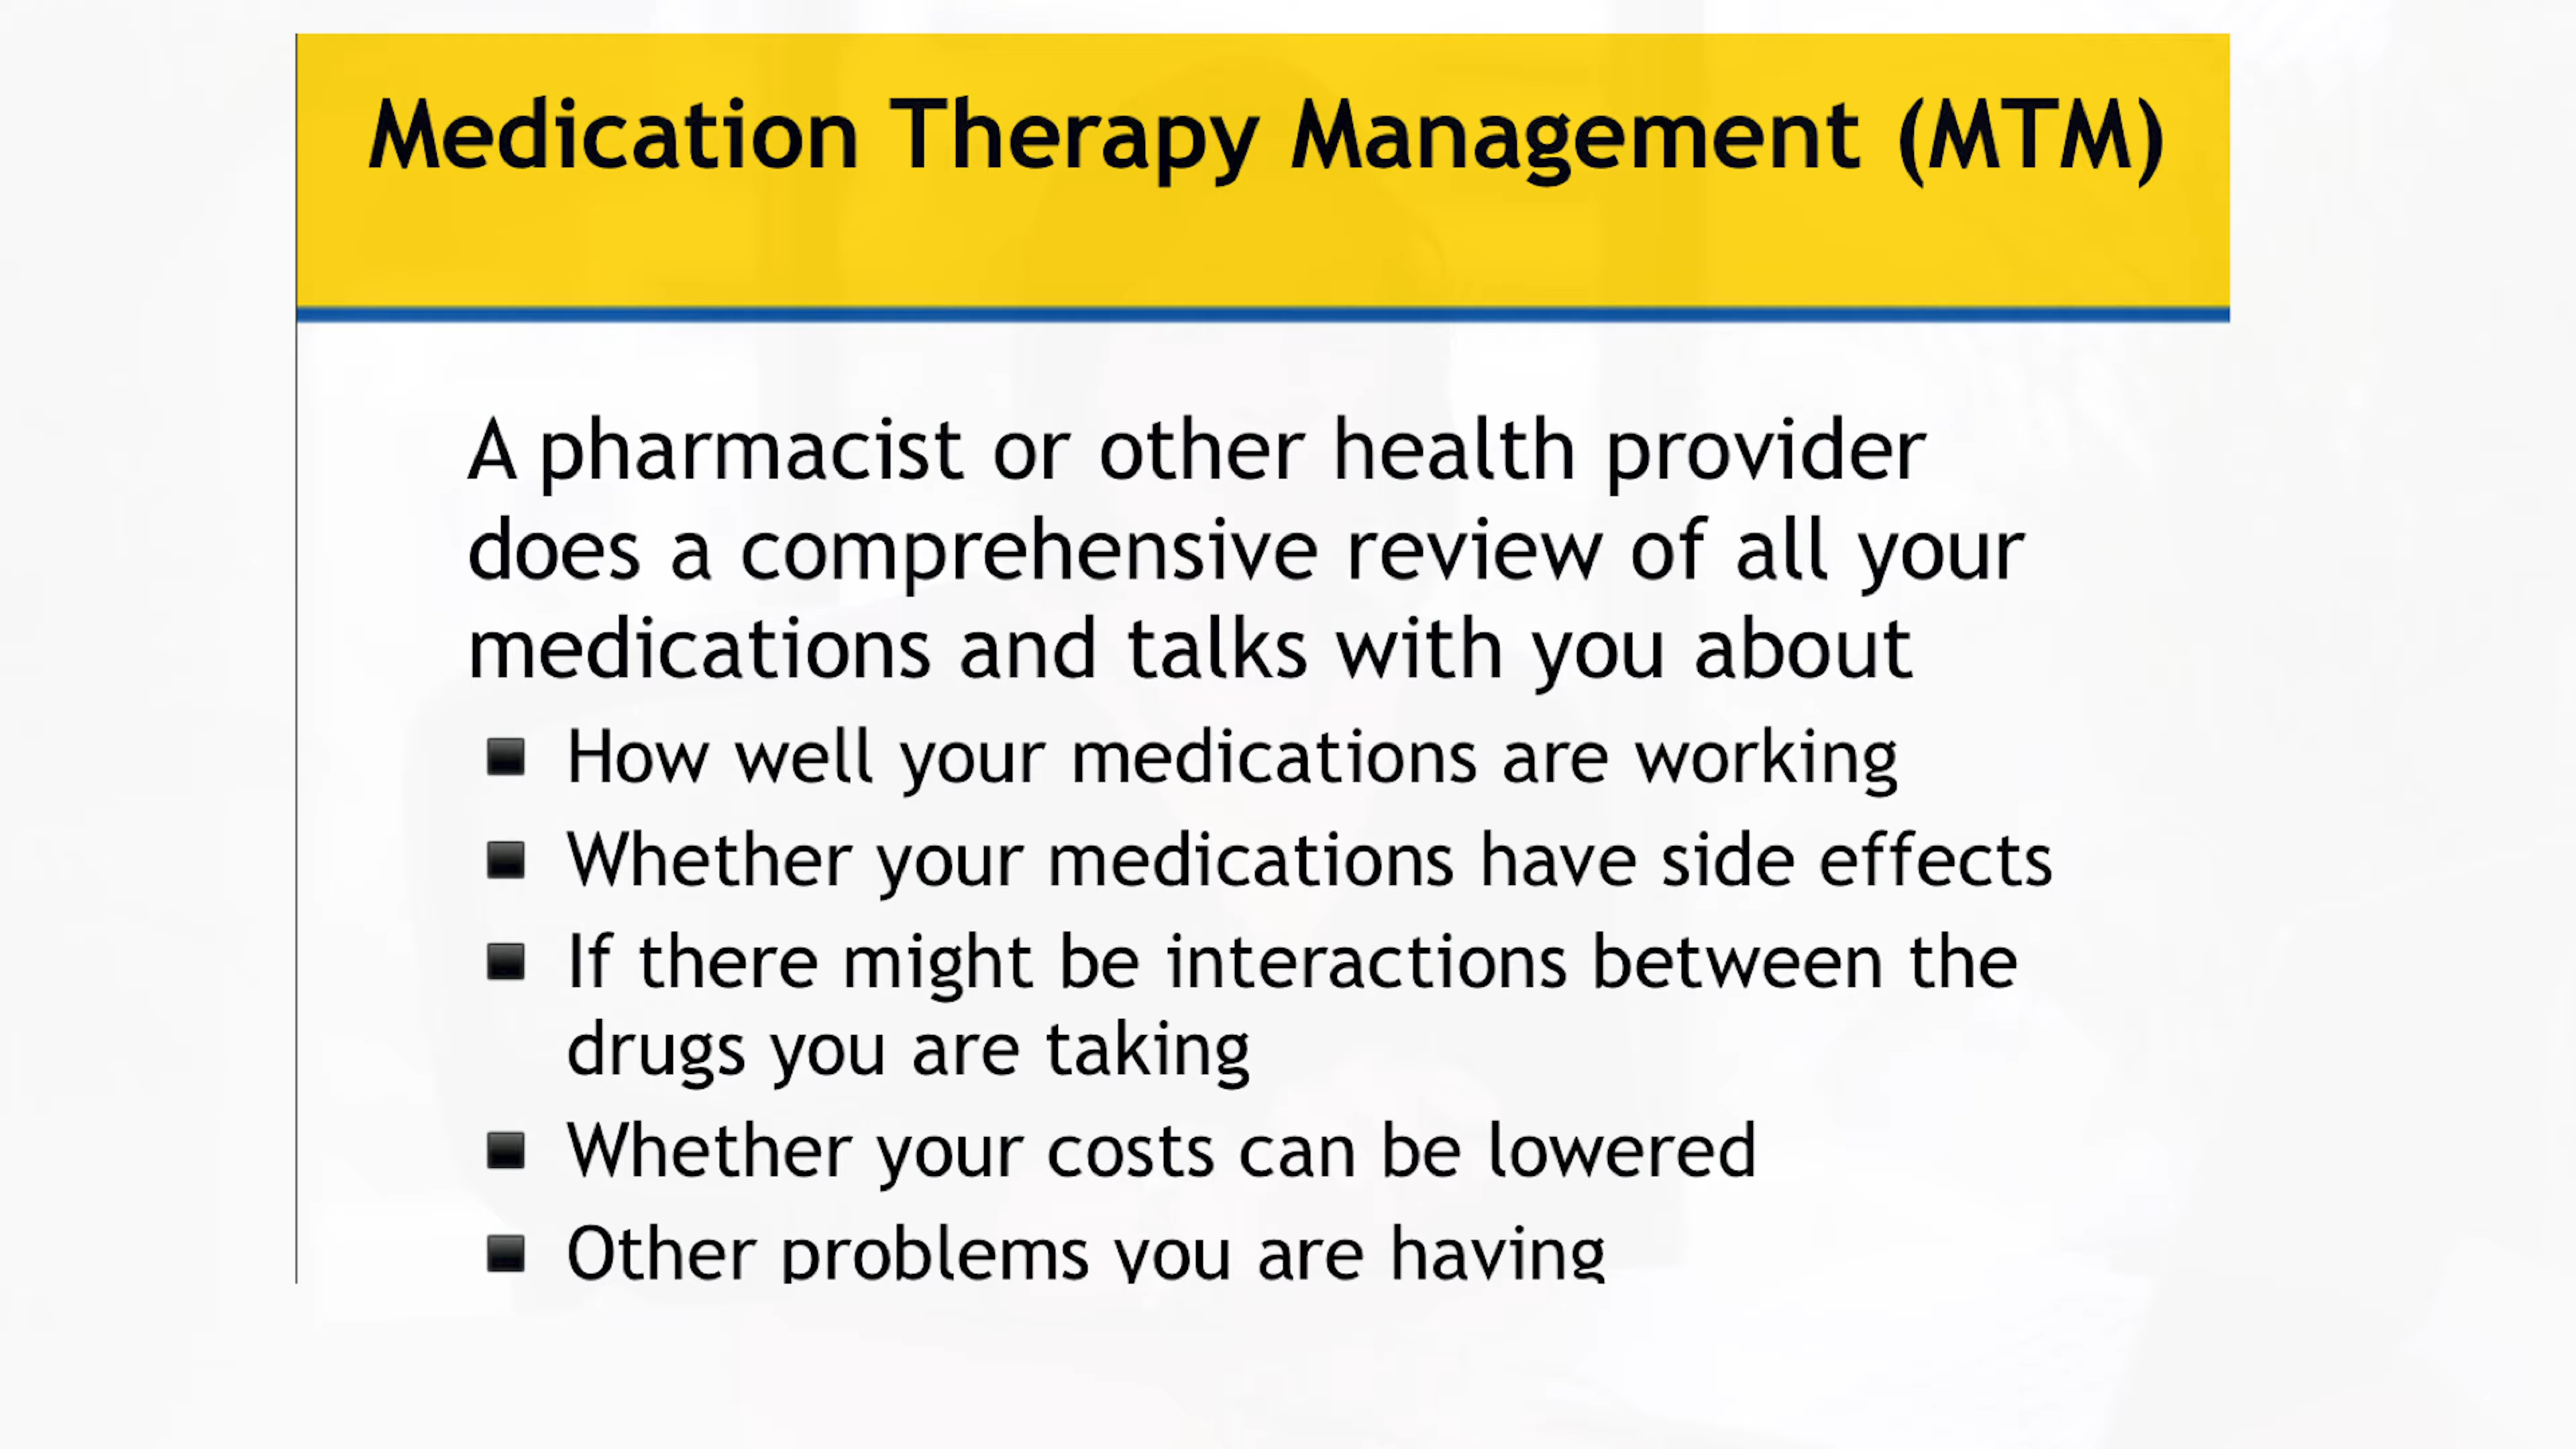 Medication Therapy Management (MTM)
A pharmacist or other health provider
does a comprehensive review of all your
medications and talks with you about
■ How well your medications are working
■ Whether your medications have side effects
■ If there might be interactions between the
drugs you are taking
■ Whether your costs can be lowered
■ Other problems you are having